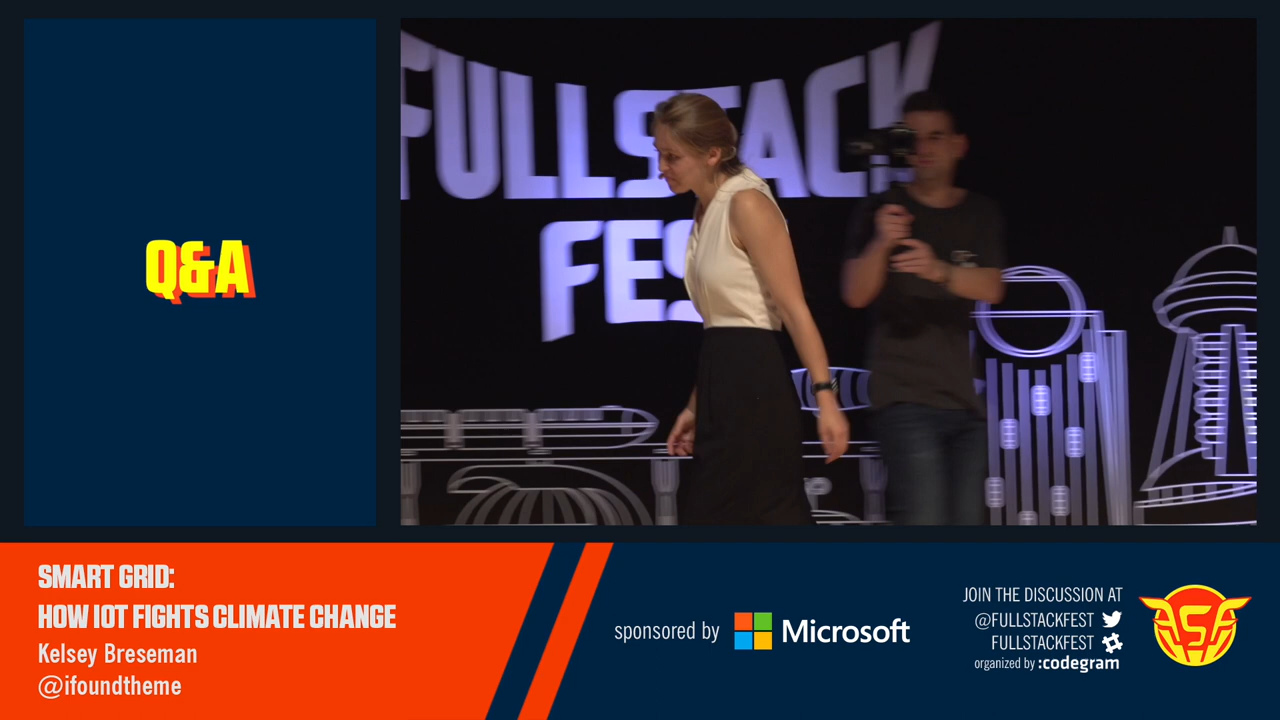 Q&A
FULLSTACK
FES
SMART GRID:
HOW IOT FIGHTS CLIMATE CHANGE
Kelsey Breseman
@ifoundtheme
sponsored by Microsoft
JOIN THE DISCUSSION AT
@FULLSTACKFEST
FULLSTACKFEST
organized by :codegram
FSF